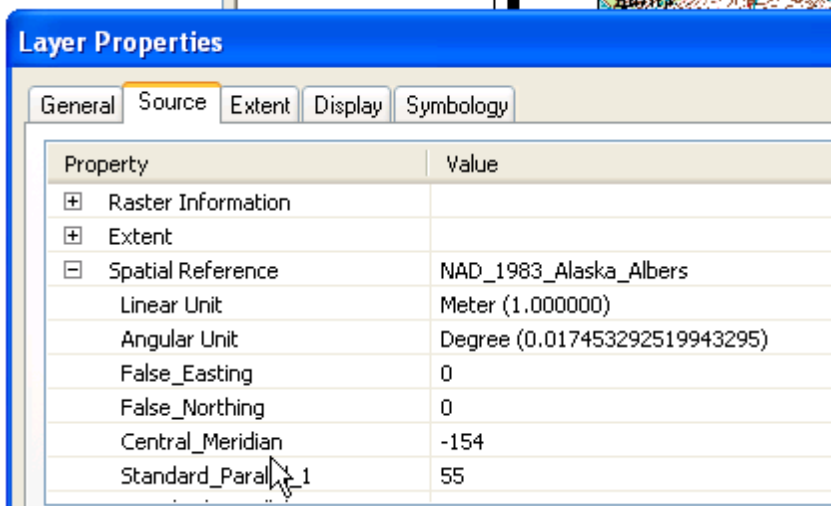 Layer Properties
General Source Extent Display Symbology
Property Value
Raster Information
Extent
Spatial Reference NAD_1983_Alaska_Albers
Linear Unit Meter (1.000000)
Angular Unit Degree (0.017453292519943295)
False_Easting 0
False_Northing 0
Central_Meridian -154
55